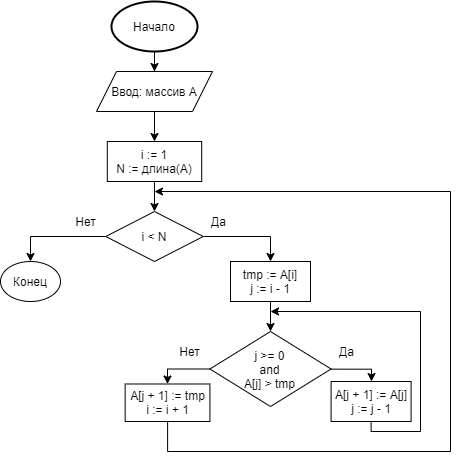 Начало
Ввод: массив A
i := 1
N := длина(A)
Нет
Да
i < N
Конец
tmp := A[i]
j := i - 1
Нет
Да
j >= 0
and
A[j] > tmp
A[j + 1] := tmp
i := i + 1
A[j + 1] := A[j]
j := j - 1